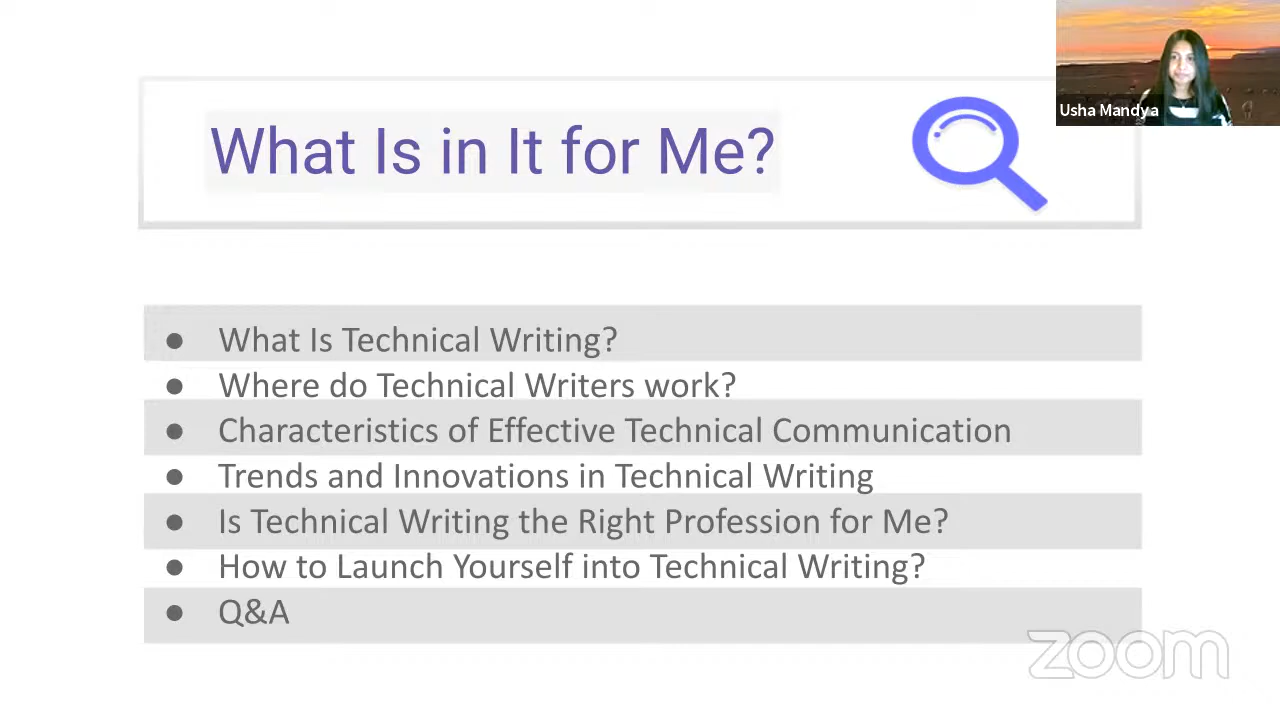 What Is in It for Me?
Usha Mandya
● What Is Technical Writing?
● Where do Technical Writers work?
● Characteristics of Effective Technical Communication
● Trends and Innovations in Technical Writing
● Is Technical Writing the Right Profession for Me?
● How to Launch Yourself into Technical Writing?
● Q&A
zoom